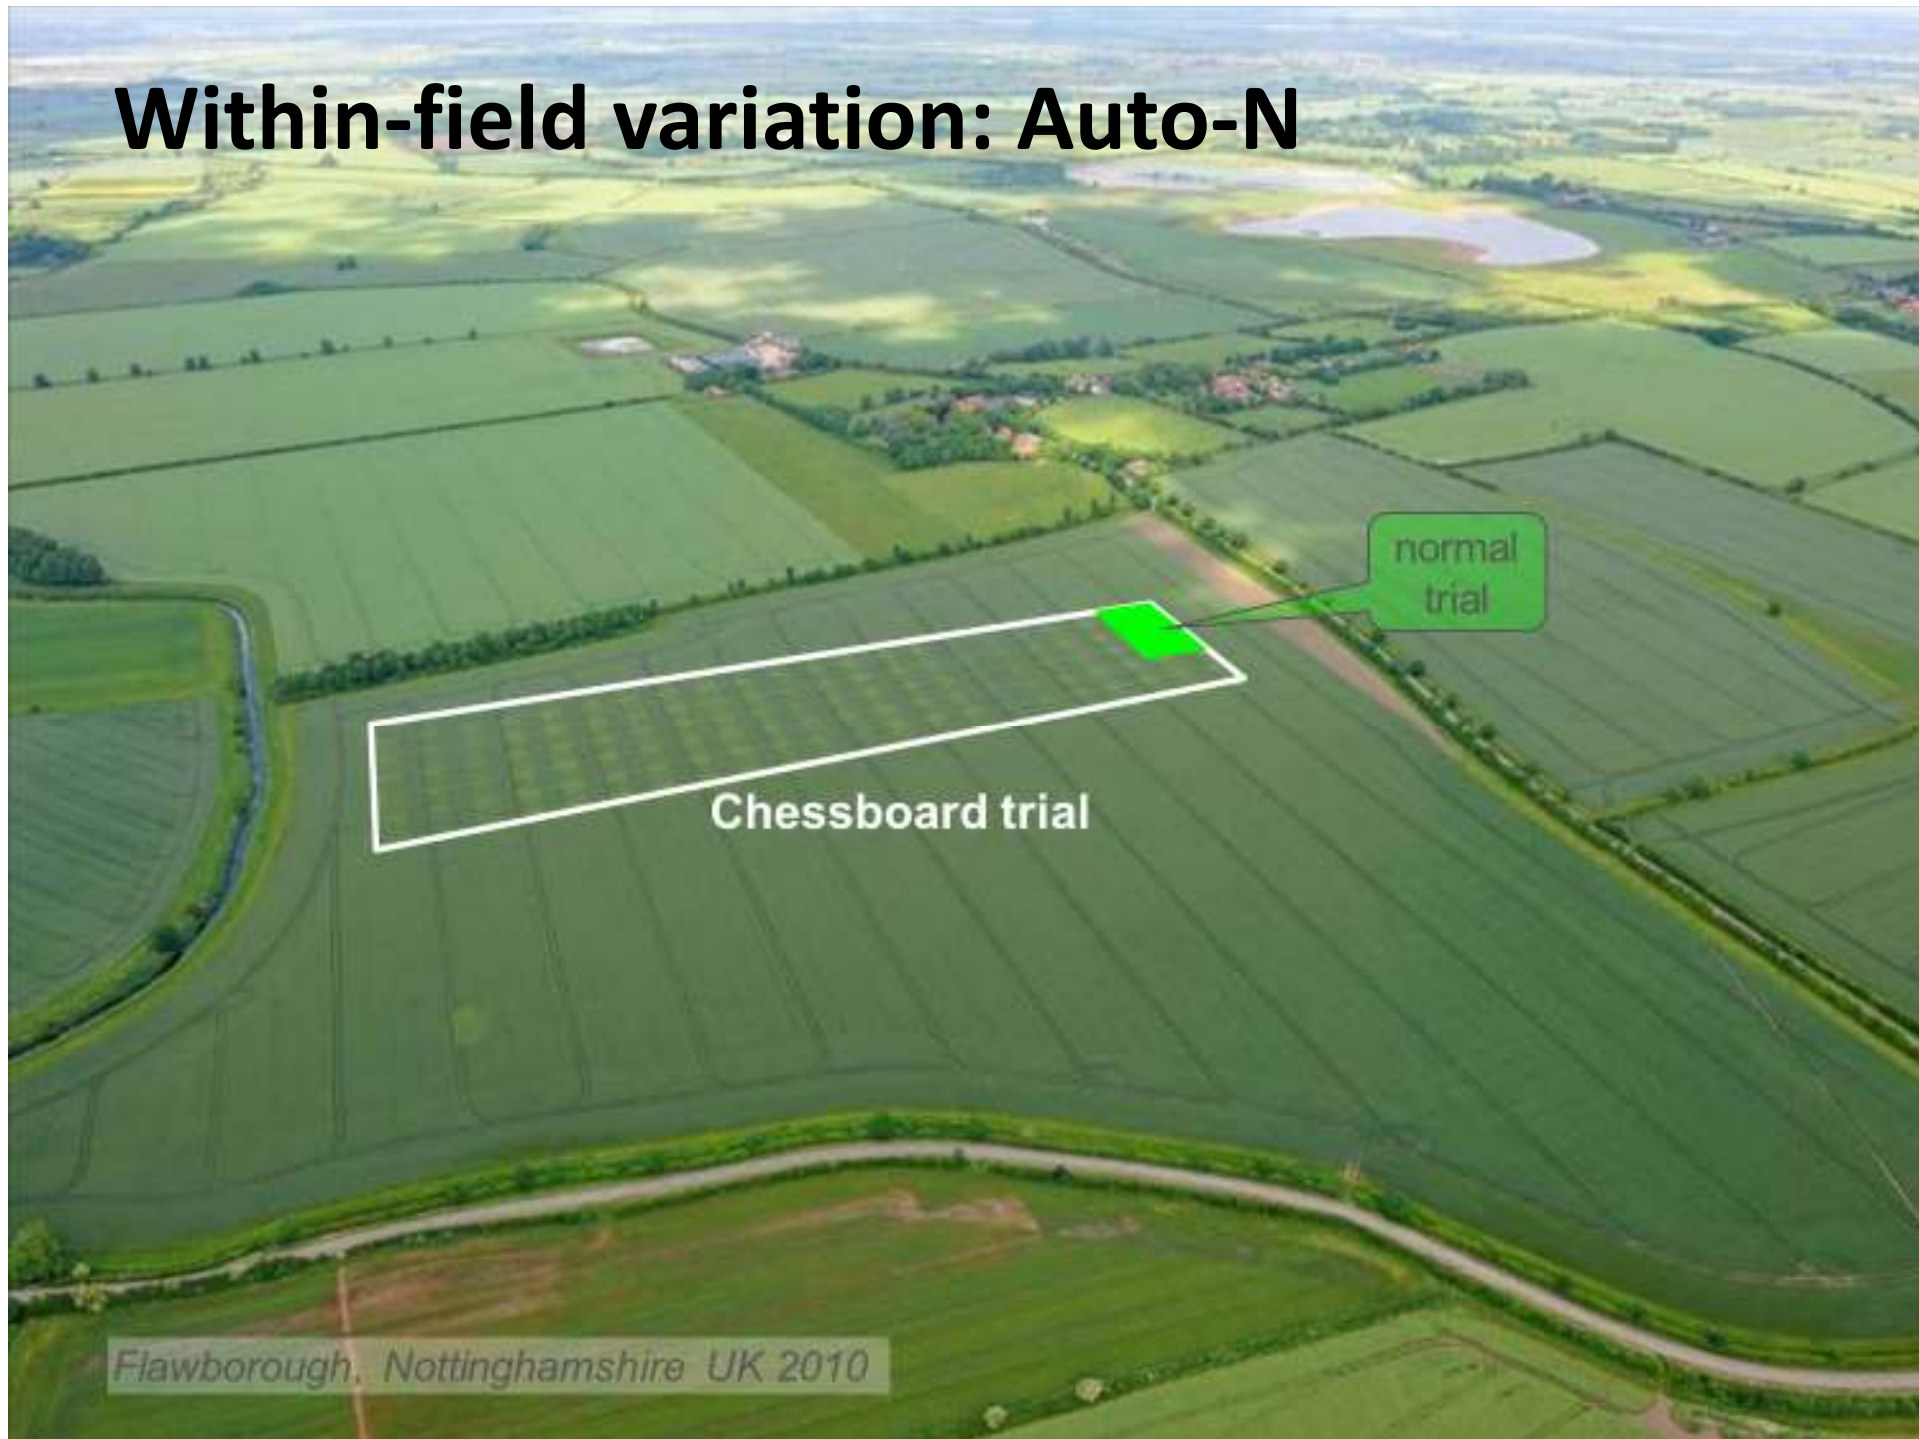 Within-field variation: Auto-N
normal
trial
Chessboard trial
Flawborough, Nottinghamshire UK 2010